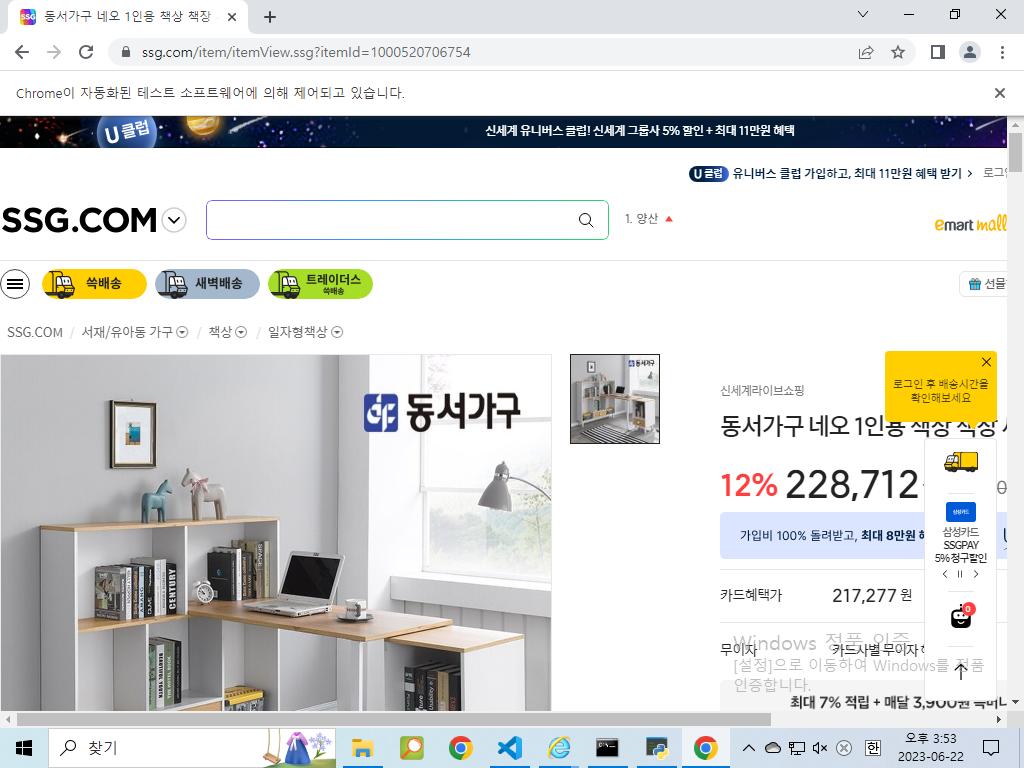 동서가구 네오 1인용 책상 책장
ssg.com/item/itemView.ssg?itemId=1000520706754
Chrome이 자동화된 테스트 소프트웨어에 의해 제어되고 있습니다.
U클럽
신세계 유니버스 클럽! 신세계 그룹사 5% 할인 + 최대 11만원 혜택
U클럽 유니버스 클럽 가입하고, 최대 11만원 혜택 받기 >
SSG.COM
1. 양산
emart mall
쓱배송
새벽배송
트레이더스
쓱배송
선물
SSG.COM / 서재/유아동 가구 / 책상 / 일자형책상
동서가구
동서가구
로그인 후 배송시간을
확인해보세요
신세계라이브쇼핑
동서가구 네오 1인용 책상 책장
12% 228,712
삼성카드
가입비 100% 돌려받고, 최대 8만원
삼성카드
SSGPAY
5% 청구할인
카드혜택가 217,277 원
0
무이자 카드사별 무이자
Windows 정품 인증
[설정]으로 이동하여 Windows를 정품
인증합니다.
최대 7% 적립 + 매달 3,900원
CENTURY
찾기
오후 3:53
2023-06-22
한